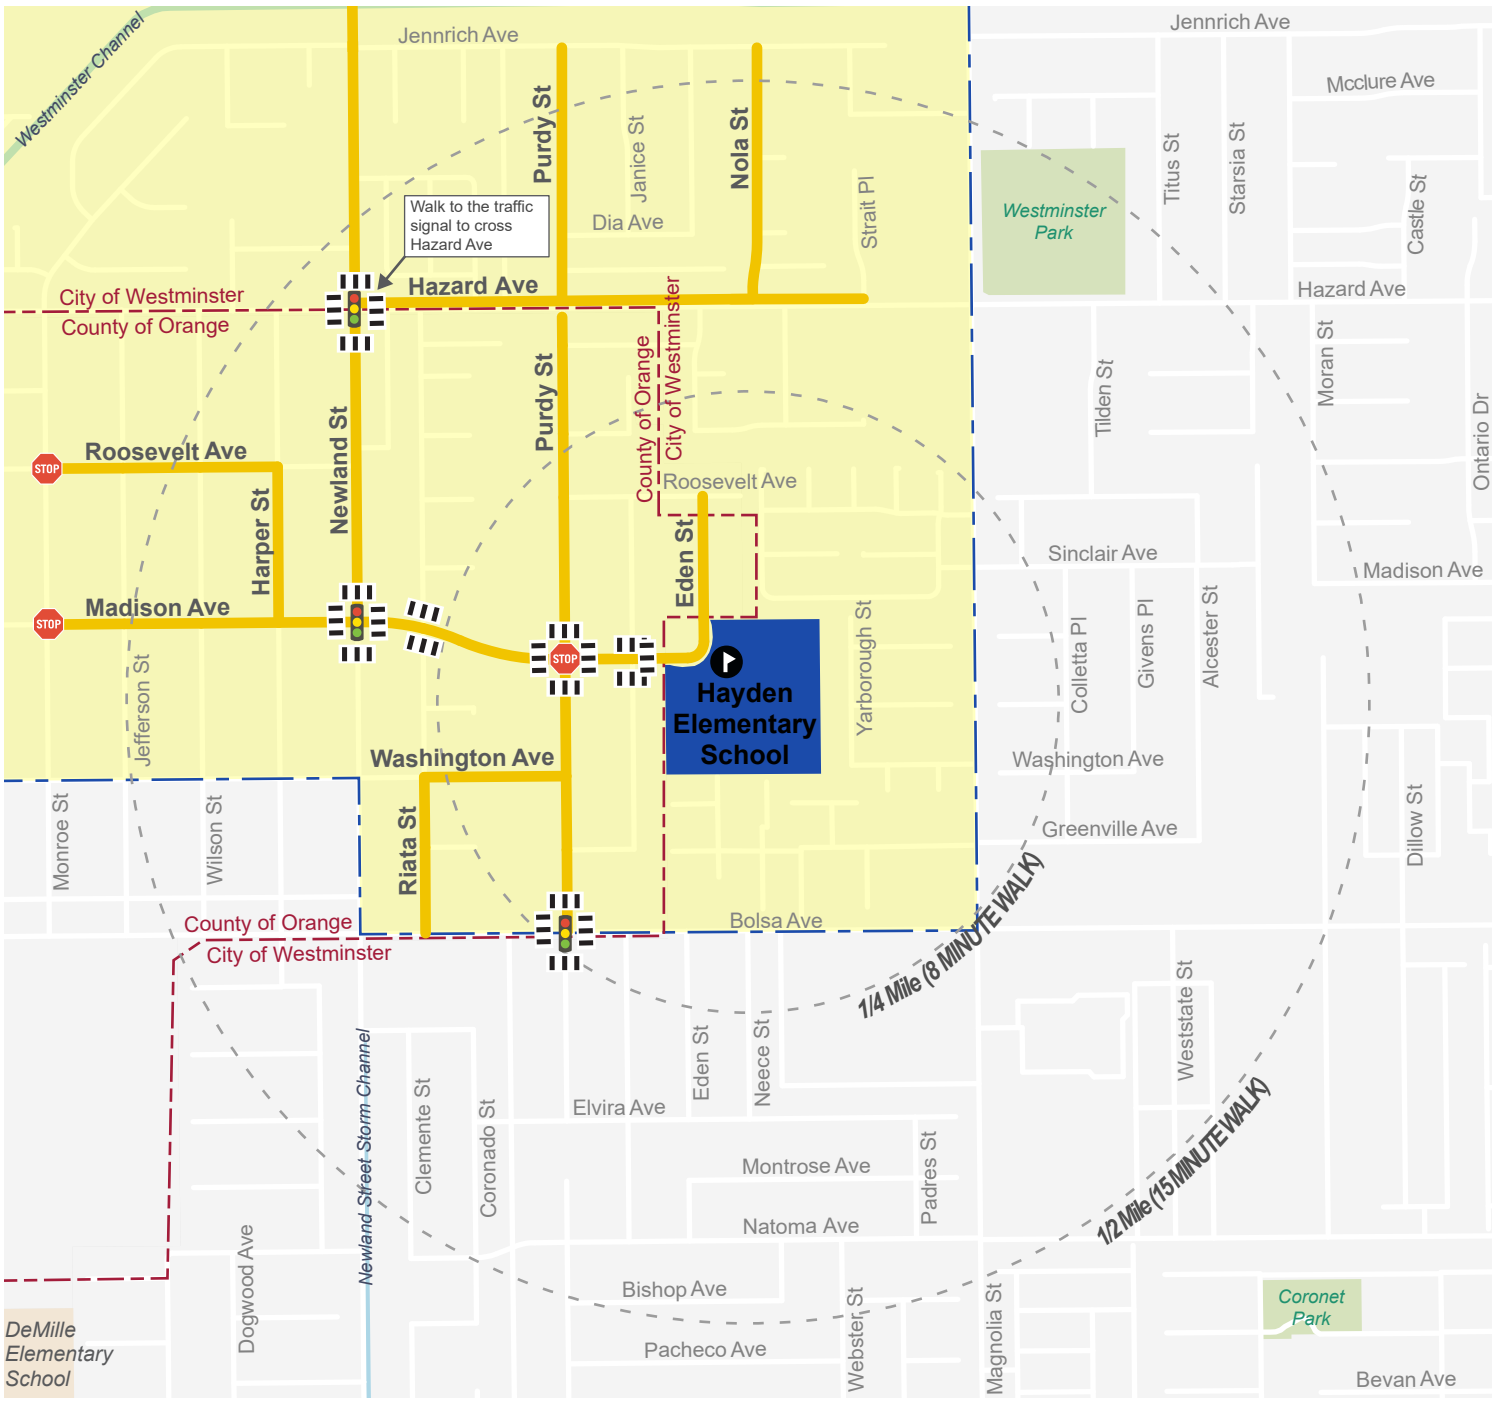 Jennrich Ave
Jennrich Ave
Westminster Channel
Mcclure Ave
Purdy St
Janice St
Nola St
Strait Pl
Titus St
Starsia St
Castle St
Walk to the traffic
signal to cross
Hazard Ave
Dia Ave
Westminster
Park
Hazard Ave
Hazard Ave
City of Westminster
County of Orange
County of Orange
City of Westminster
Purdy St
Newland St
Tilden St
Moran St
Ontario Dr
Roosevelt Ave
STOP
Roosevelt Ave
Harper St
Eden St
Sinclair Ave
Madison Ave
Madison Ave
STOP
STOP
Jefferson St
Yarborough St
Colletta Pl
Givens Pl
Alcester St
Hayden
Elementary
School
Washington Ave
Washington Ave
Monroe St
Wilson St
Riata St
Greenville Ave
Dillow St
Bolsa Ave
County of Orange
City of Westminster
1/4 Mile (8 MINUTE WALK)
Newland Street Storm Channel
Clemente St
Coronado St
Eden St
Neece St
Weststate St
Elvira Ave
Montrose Ave
Padres St
1/2 Mile (15 MINUTE WALK)
Natoma Ave
Dogwood Ave
Bishop Ave
Webster St
Magnolia St
Coronet
Park
DeMille
Elementary
School
Pacheco Ave
Bevan Ave